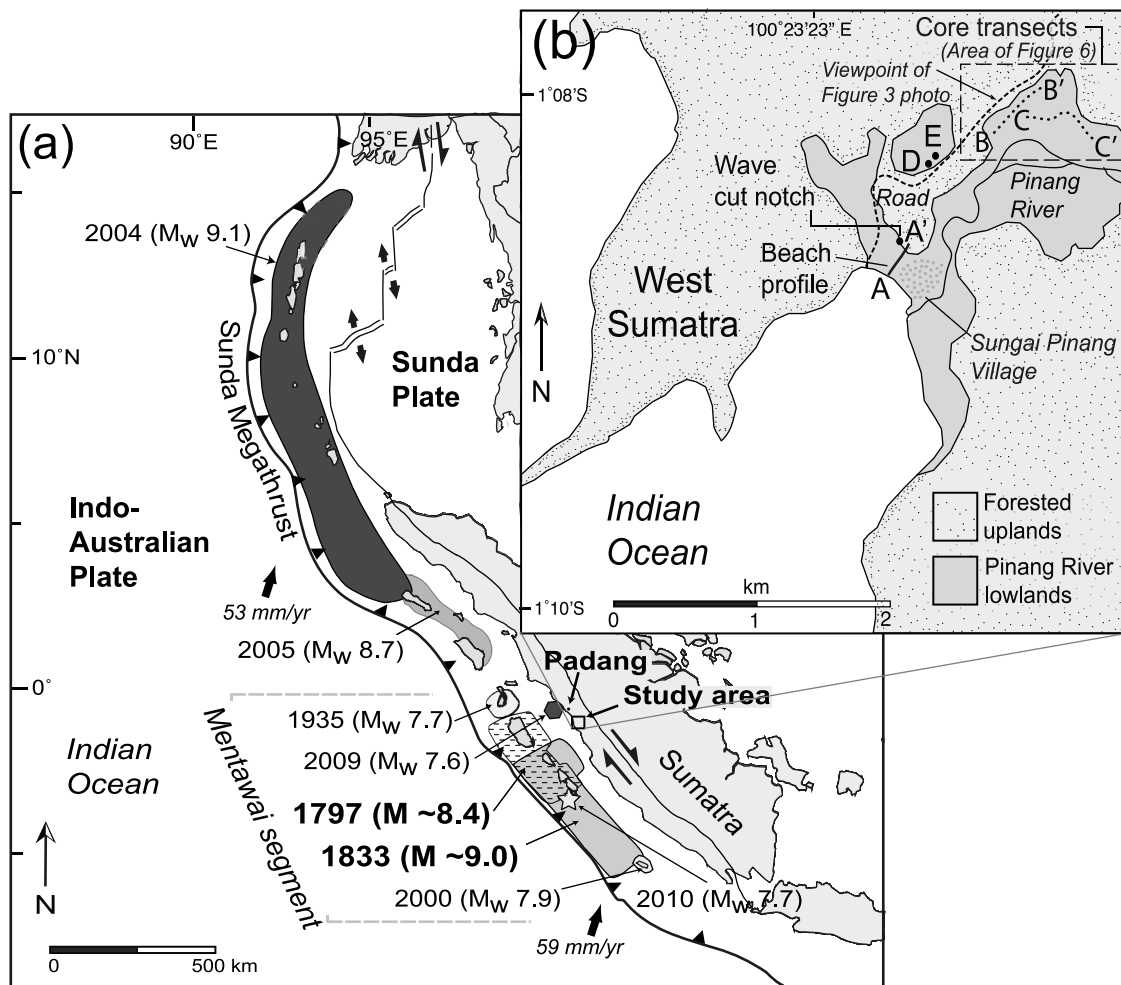 (a)
90˚E
95˚E
2004 (Mw 9.1)
10˚N
Sunda Megathrust
Sunda
Plate
Indo-
Australian
Plate
53 mm/yr
2005 (Mw 8.7)
0˚
Padang
Study area
1935 (Mw 7.7)
2009 (Mw 7.6)
Indian
Ocean
Mentawai segment
Sumatra
1797 (M ~8.4)
1833 (M ~9.0)
2000 (Mw 7.9)
2010 (Mw 7.7)
59 mm/yr
N
0
500 km
(b)
100˚23'23" E
Core transects
(Area of Figure 6)
Viewpoint of
Figure 3 photo
1˚08'S
B'
C
B
C'
E
D
Wave
cut notch
Road
Pinang
River
A'
Beach
profile
A
West
Sumatra
Sungai Pinang
Village
N
Indian
Ocean
Forested
uplands
Pinang River
lowlands
km
1˚10'S
0
1
2